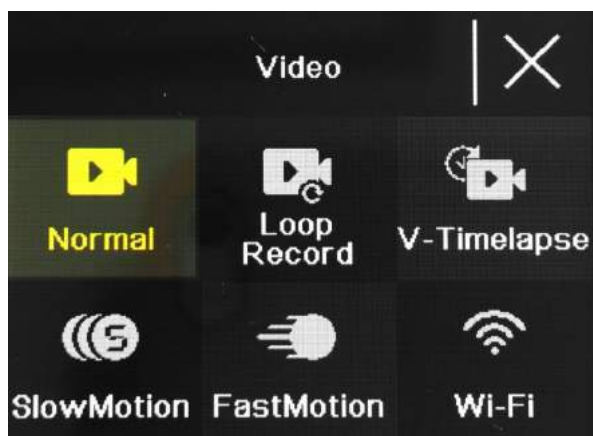 Video
Normal
Loop
Record
V-Timelapse
SlowMotion
FastMotion
Wi-Fi